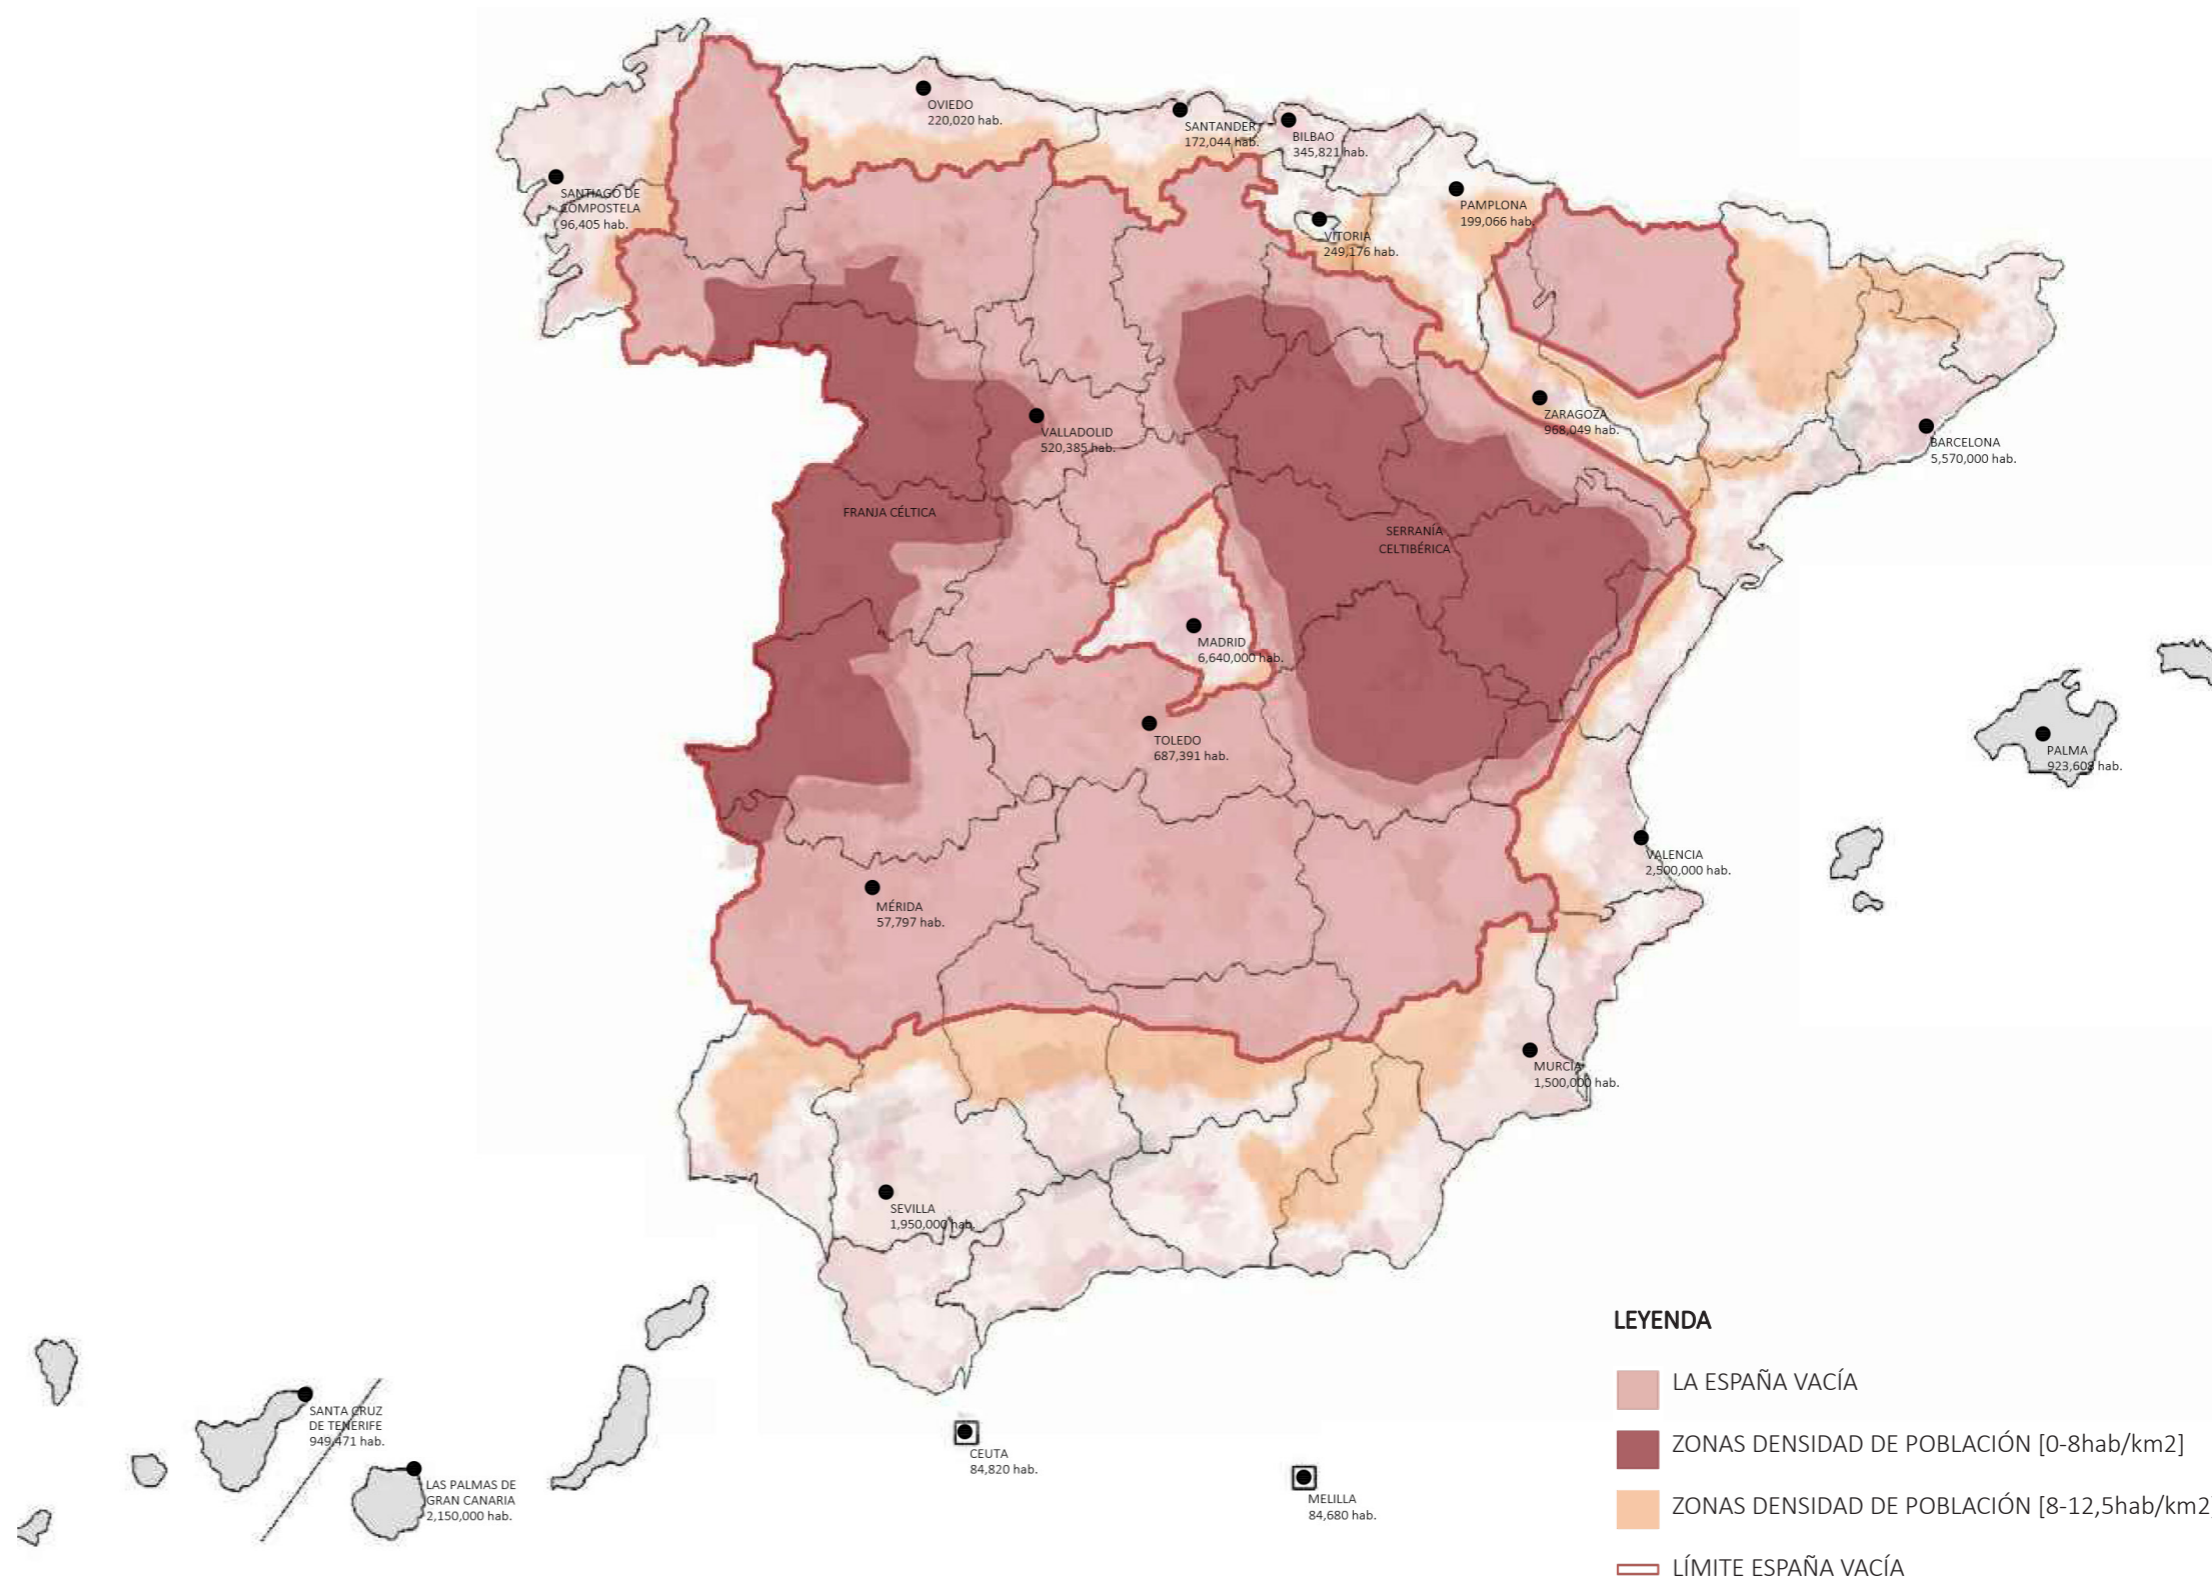 OVIEDO
220,020 hab.
SANTANDER
172,044 hab.
BILBAO
345,821 hab.
SANTIAGO DE
COMPOSTELA
96,405 hab.
PAMPLONA
199,066 hab.
VITORIA
249,176 hab.
ZARAGOZA
968,049 hab.
VALLADOLID
520,385 hab.
BARCELONA
5,570,000 hab.
FRANJA CÉLTICA
SERRANÍA
CELTIBÉRICA
MADRID
6,640,000 hab.
TOLEDO
687,391 hab.
PALMA
923,608 hab.
VALENCIA
2,500,000 hab.
MÉRIDA
57,797 hab.
MURCIA
1,500,000 hab.
SEVILLA
1,950,000 hab.
SANTA CRUZ
DE TENERIFE
949,471 hab.
LAS PALMAS DE
GRAN CANARIA
2,150,000 hab.
CEUTA
84,820 hab.
MELILLA
84,680 hab.
LEYENDA
LA ESPAÑA VACÍA
ZONAS DENSIDAD DE POBLACIÓN [0-8hab/km2]
ZONAS DENSIDAD DE POBLACIÓN [8-12,5hab/km2
LÍMITE ESPAÑA VACÍA